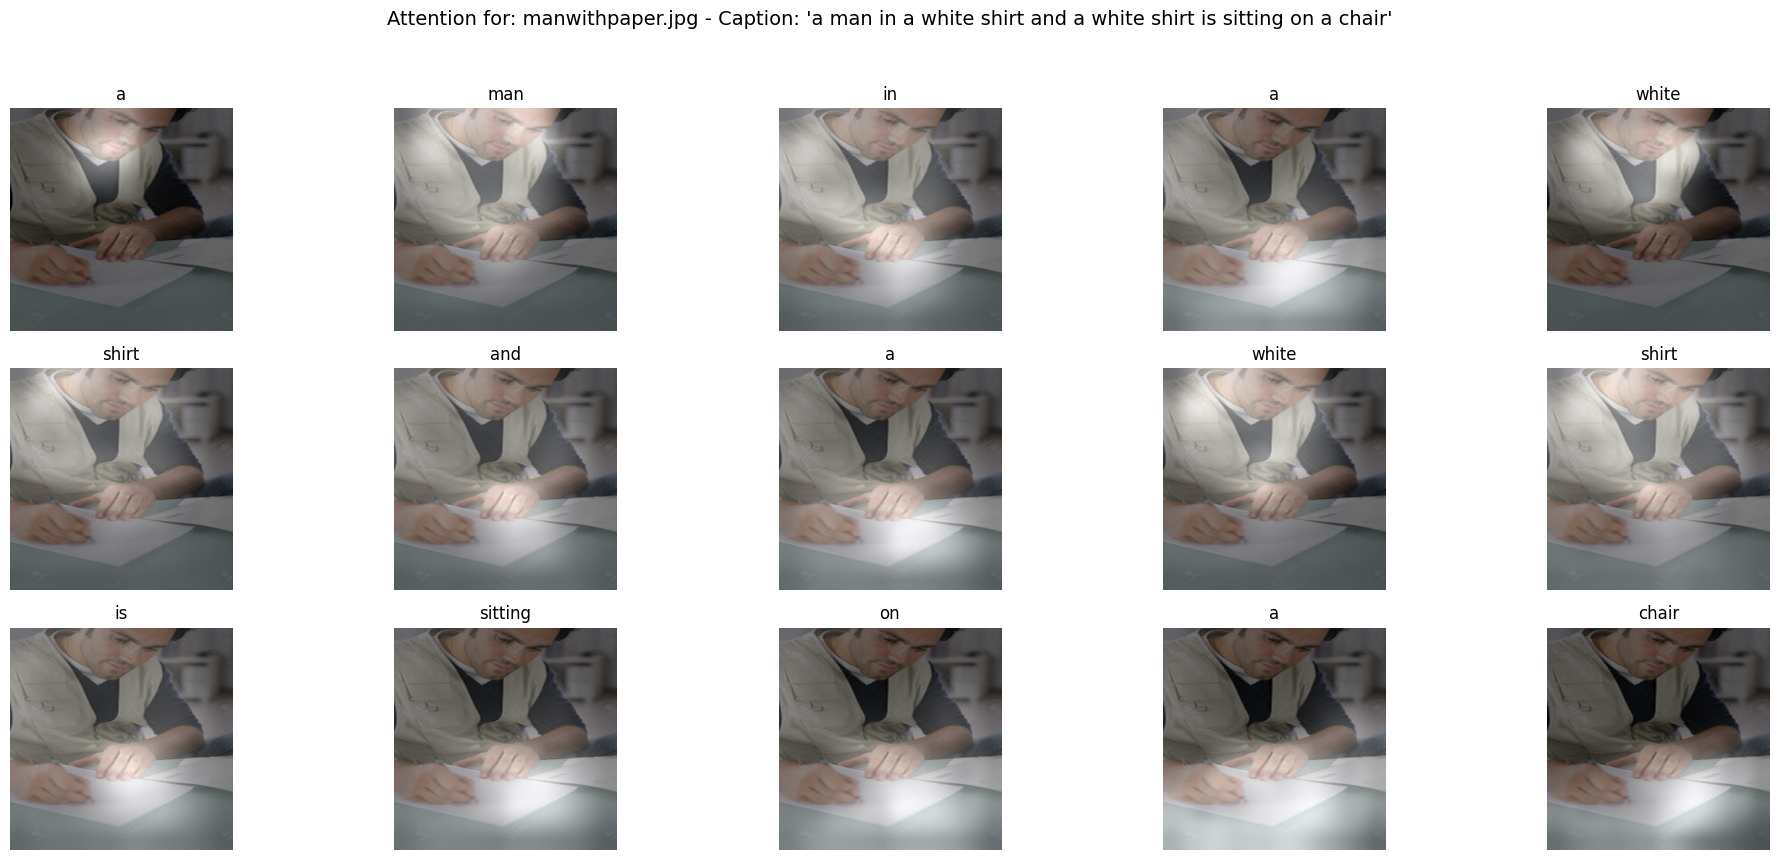 Attention for: manwithpaper.jpg - Caption: 'a man in a white shirt and a white shirt is sitting on a chair'
a man in a white
shirt and a white shirt
is sitting on a chair